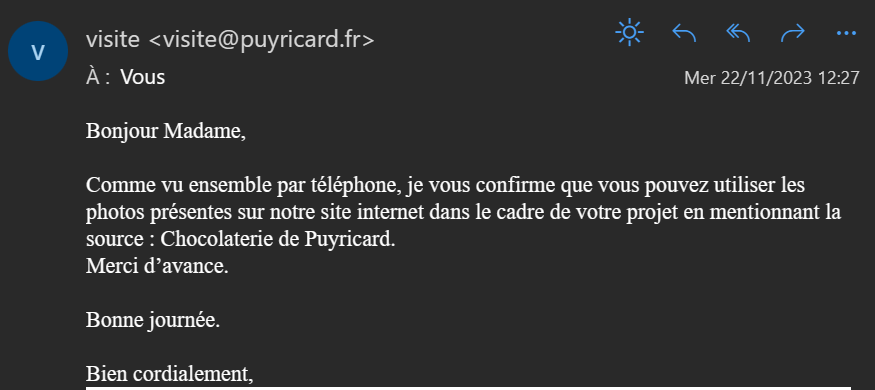 V
visite <visite@puyricard.fr>
À : Vous
Mer 22/11/2023 12:27
Bonjour Madame,
Comme vu ensemble par téléphone, je vous confirme que vous pouvez utiliser les
photos présentes sur notre site internet dans le cadre de votre projet en mentionnant la
source : Chocolaterie de Puyricard.
Merci d’avance.
Bonne journée.
Bien cordialement,